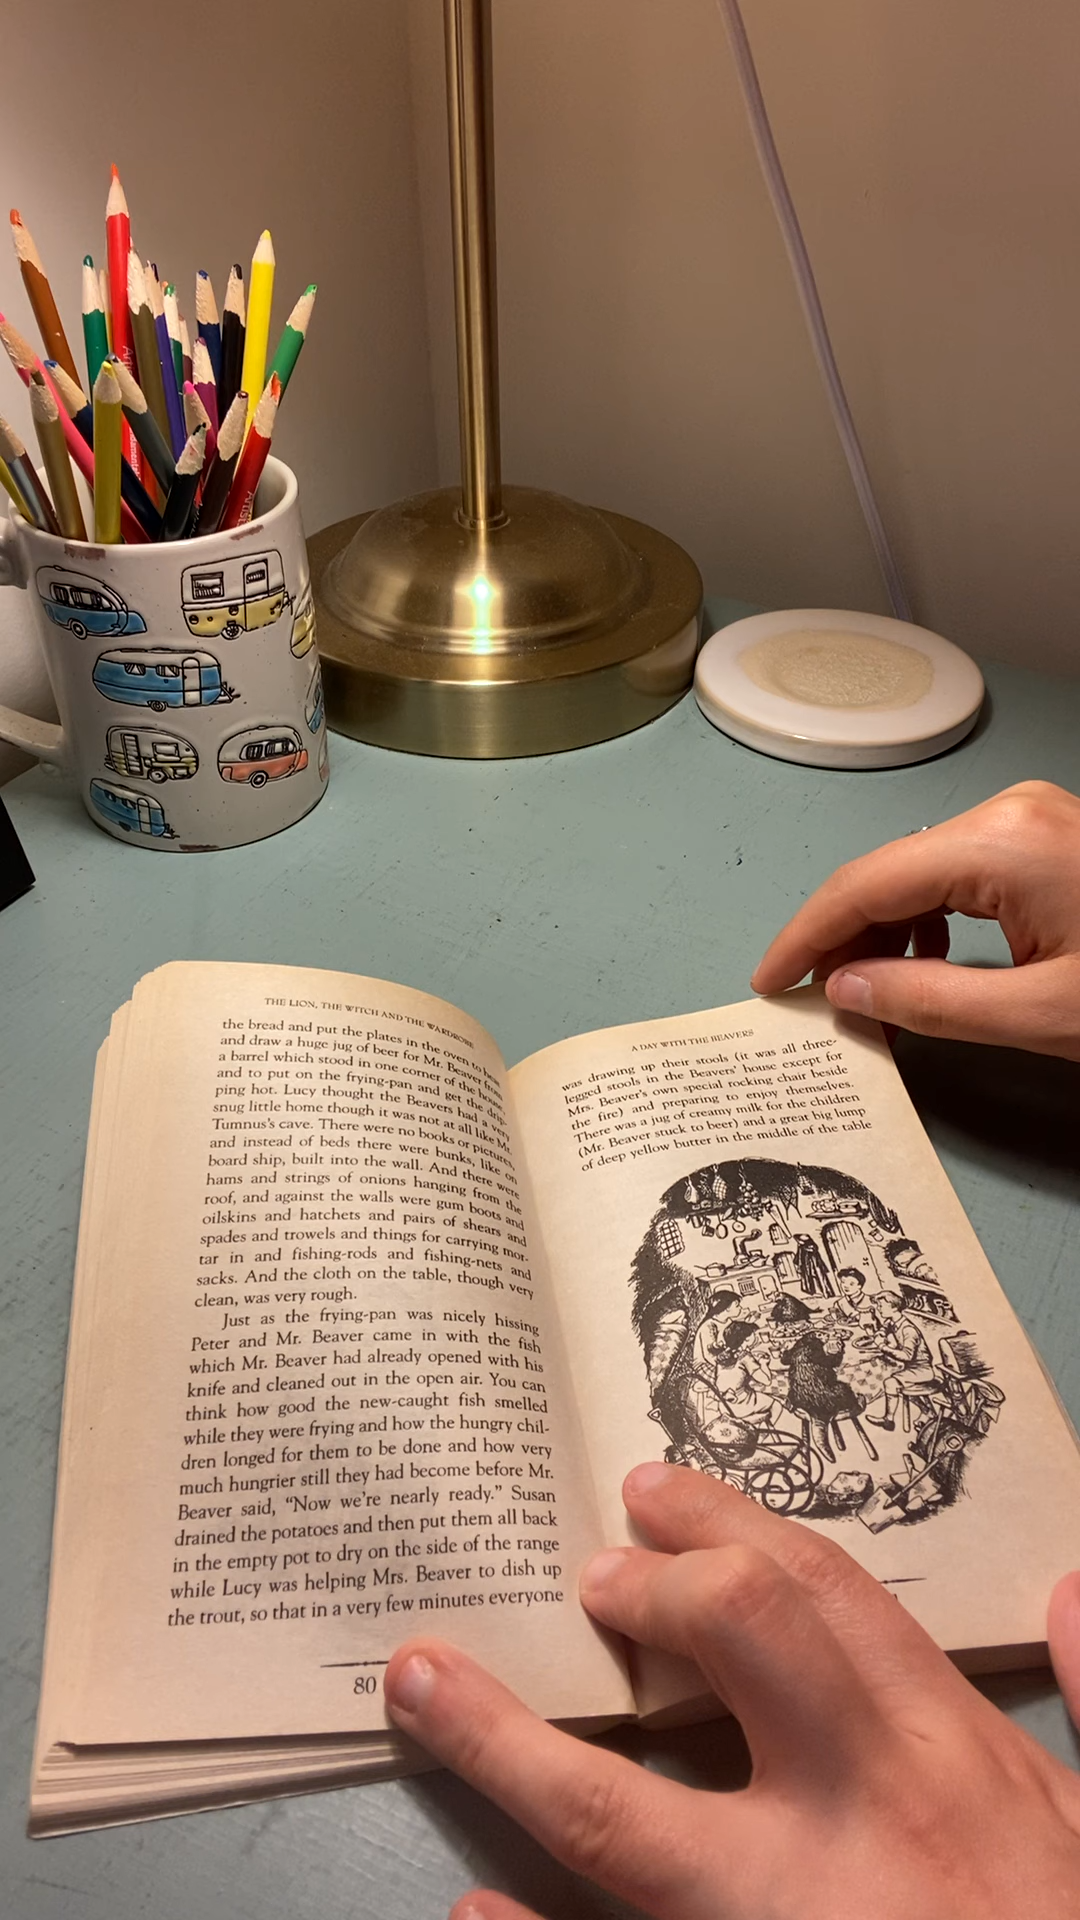 THE LION, THE WITCH AND THE WARDROBE
the bread and put the plates in the oven to heat
and draw a huge jug of beer for Mr. Beaver from
a barrel which stood in one corner of the house,
and to put on the frying-pan and get the drip-
ping hot. Lucy thought the Beavers had a very
snug little home though it was not at all like Mr.
Tumnus's cave. There were no books or pictures,
and instead of beds there were bunks, like on
board ship, built into the wall. And there were
hams and strings of onions hanging from the
roof, and against the walls were gum boots and
oilskins and hatchets and pairs of shears and
spades and trowels and things for carrying mor-
tar in and fishing-rods and fishing-nets and
sacks. And the cloth on the table, though very
clean, was very rough.
Just as the frying-pan was nicely hissing
Peter and Mr. Beaver came in with the fish
which Mr. Beaver had already opened with his
knife and cleaned out in the open air. You can
think how good the new-caught fish smelled
while they were frying and how the hungry chil-
dren longed for them to be done and how very
much hungrier still they had become before Mr.
Beaver said, “Now we're nearly ready.” Susan
drained the potatoes and then put them all back
in the empty pot to dry on the side of the range
while Lucy was helping Mrs. Beaver to dish up
the trout, so that in a very few minutes everyone
80
A DAY WITH THE BEAVERS
was drawing up their stools (it was all three-
legged stools in the Beavers' house except for
Mrs. Beaver's own special rocking chair beside
the fire) and preparing to enjoy themselves.
There was a jug of creamy milk for the children
(Mr. Beaver stuck to beer) and a great big lump
of deep yellow butter in the middle of the table